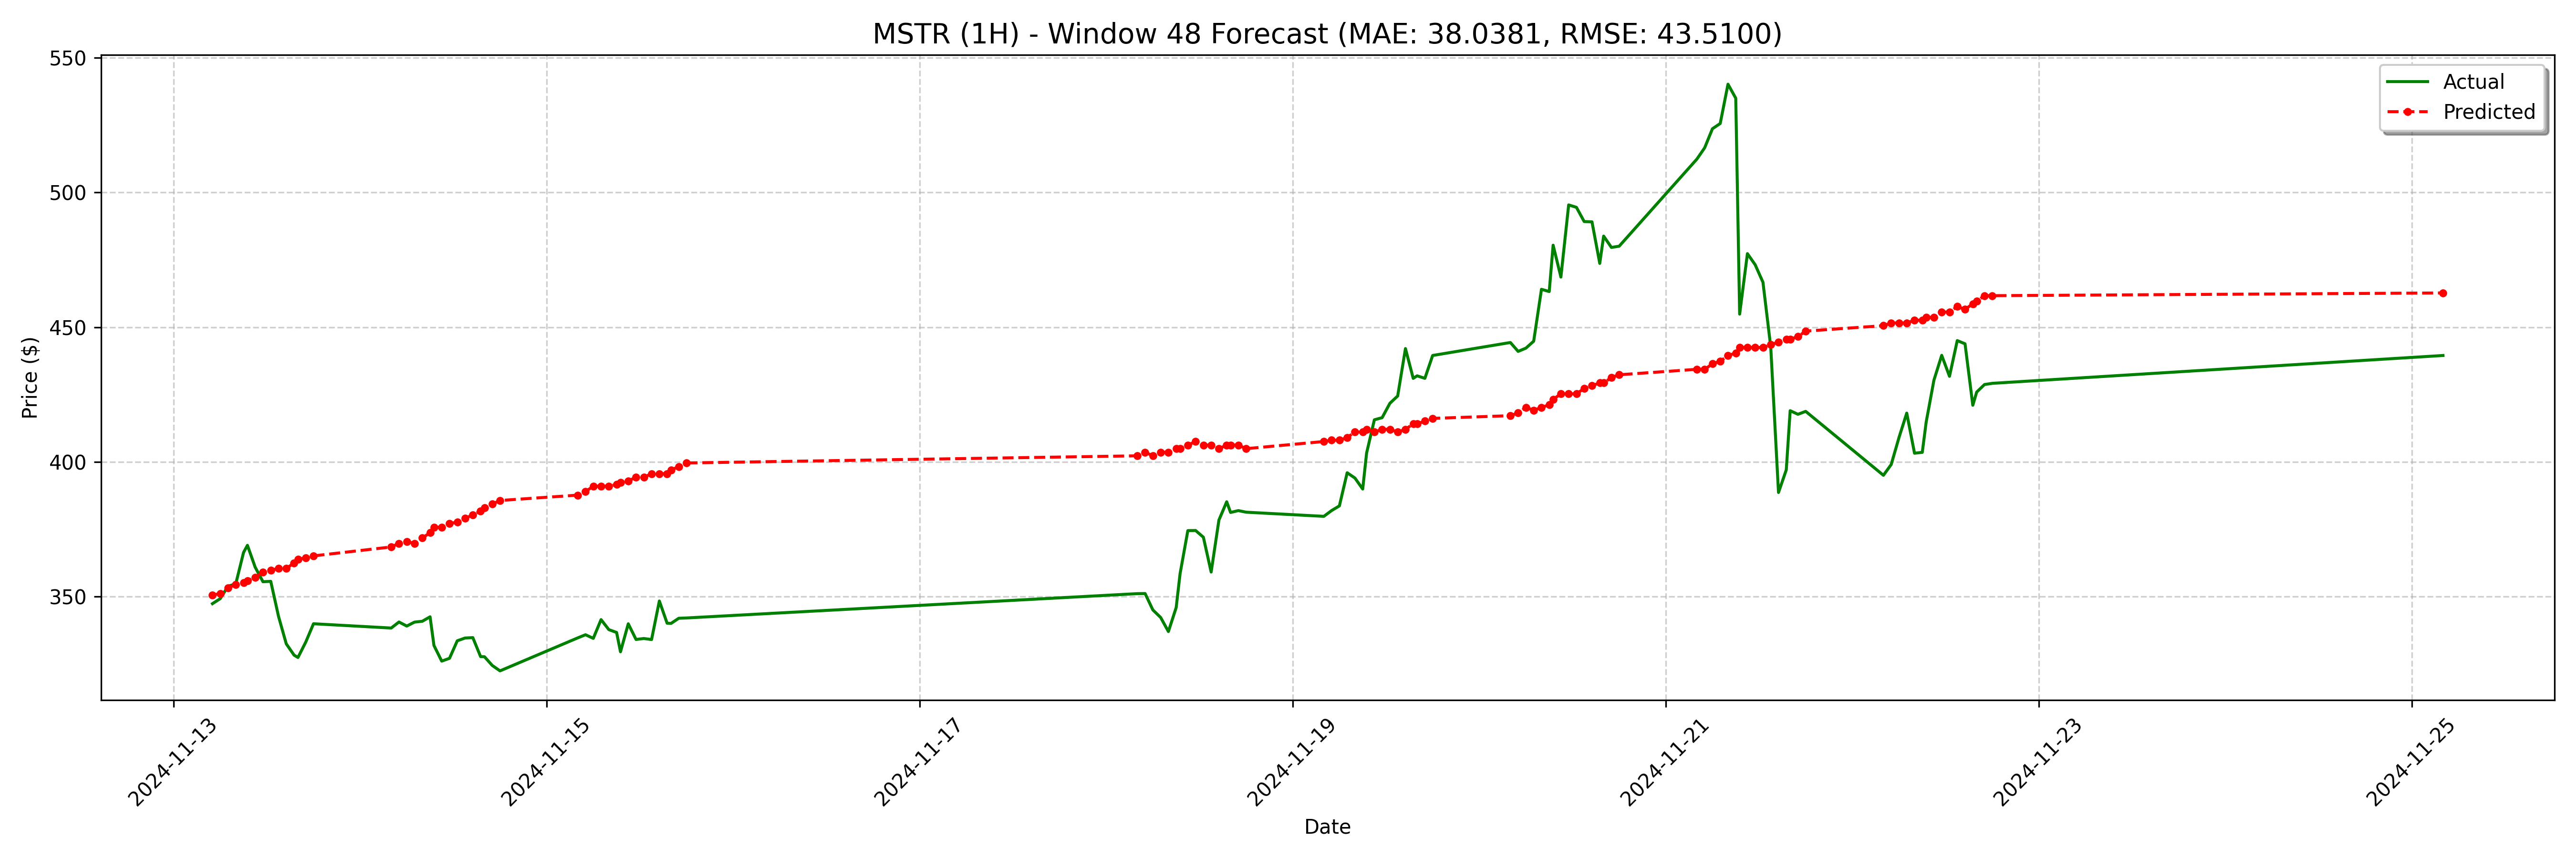 MSTR (1H) - Window 48 Forecast (MAE: 38.0381, RMSE: 43.5100)
Actual
Predicted
Price ($)
550
500
450
400
350
2024-11-13
2024-11-15
2024-11-17
2024-11-19
2024-11-21
2024-11-23
2024-11-25
Date